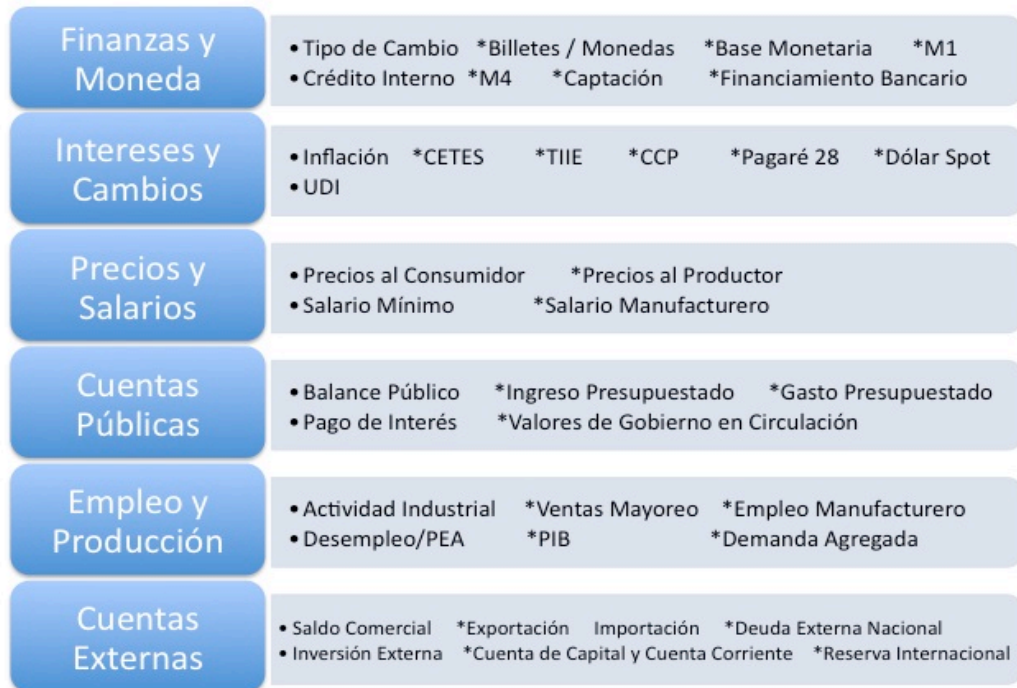 Finanzas y
Moneda
• Tipo de Cambio *Billetes / Monedas *Base Monetaria *M1
• Crédito Interno *M4 *Captación *Financiamiento Bancario
Intereses y
Cambios
• Inflación *CETES *TIIE *CCP *Pagaré 28 *Dólar Spot
• UDI
Precios y
Salarios
• Precios al Consumidor *Precios al Productor
• Salario Mínimo *Salario Manufacturero
Cuentas
Públicas
• Balance Público *Ingreso Presupuestado *Gasto Presupuestado
• Pago de Interés *Valores de Gobierno en Circulación
Empleo y
Producción
• Actividad Industrial *Ventas Mayoreo *Empleo Manufacturero
• Desempleo/PEA *PIB *Demanda Agregada
Cuentas
Externas
• Saldo Comercial *Exportación Importación *Deuda Externa Nacional
• Inversión Externa *Cuenta de Capital y Cuenta Corriente *Reserva Internacional